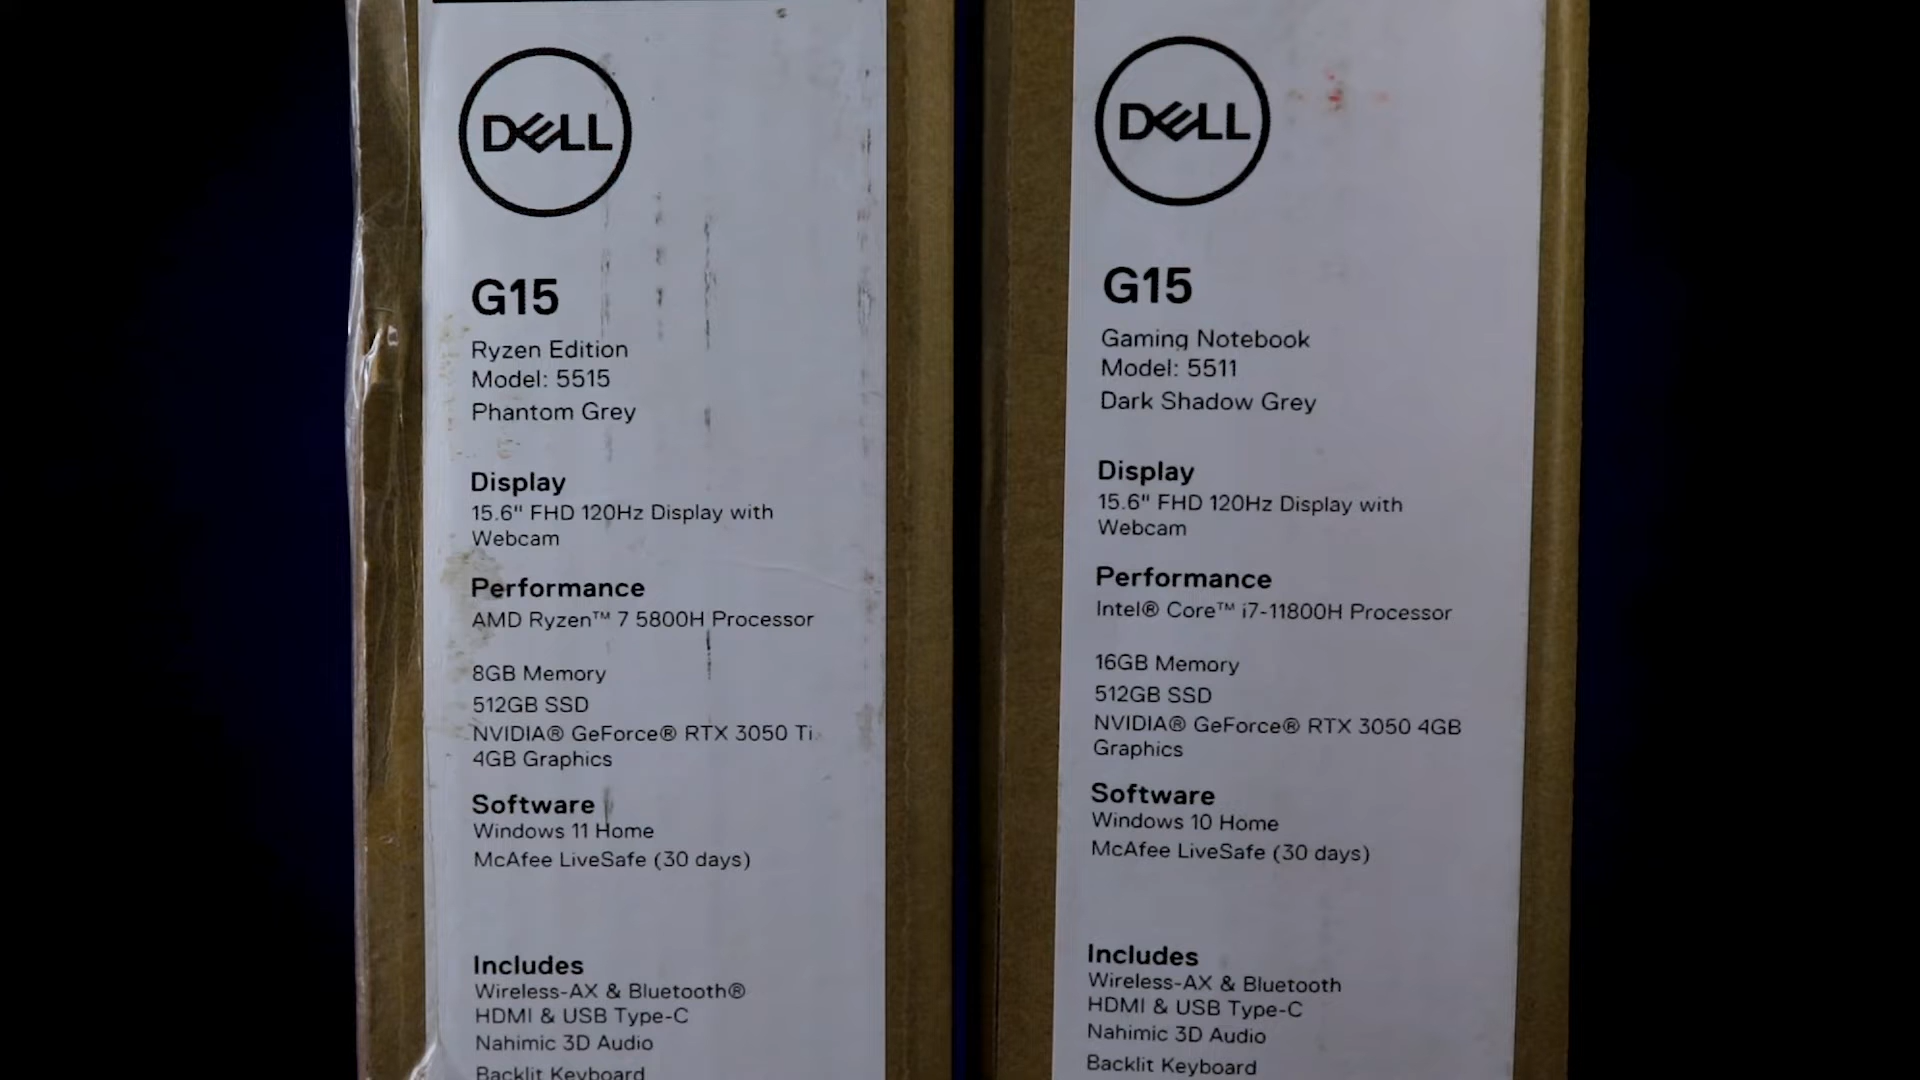 DELL
G15
Ryzen Edition
Model: 5515
Phantom Grey
Display
15.6" FHD 120Hz Display with
Webcam
Performance
AMD Ryzen™ 7 5800H Processor
8GB Memory
512GB SSD
NVIDIA® GeForce® RTX 3050 Ti
4GB Graphics
Software
Windows 11 Home
McAfee LiveSafe (30 days)
Includes
Wireless-AX & Bluetooth®
HDMI & USB Type-C
Nahimic 3D Audio
Backlit Keyboard
DELL
G15
Gaming Notebook
Model: 5511
Dark Shadow Grey
Display
15.6" FHD 120Hz Display with
Webcam
Performance
Intel® Core™ i7-11800H Processor
16GB Memory
512GB SSD
NVIDIA® GeForce® RTX 3050 4GB
Graphics
Software
Windows 10 Home
McAfee LiveSafe (30 days)
Includes
Wireless-AX & Bluetooth
HDMI & USB Type-C
Nahimic 3D Audio
Backlit Keyboard